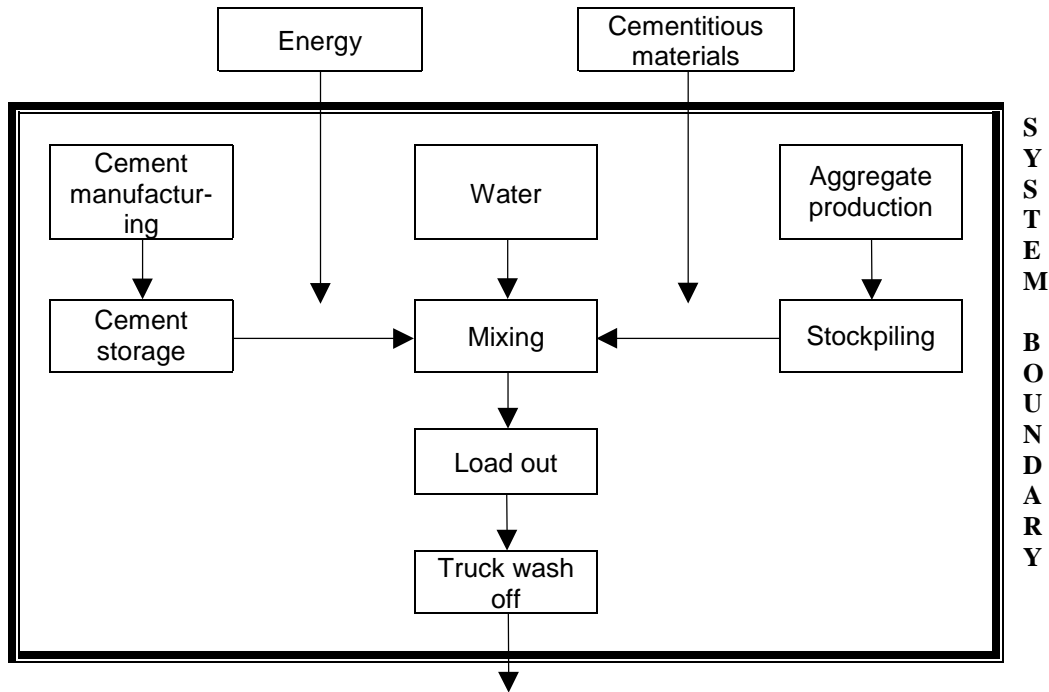 Energy
Cementitious
materials
Cement
manufactur-
ing
Water
Aggregate
production
Cement
storage
Mixing
Stockpiling
Load out
Truck wash
off
S
Y
S
T
E
M
B
O
U
N
D
A
R
Y